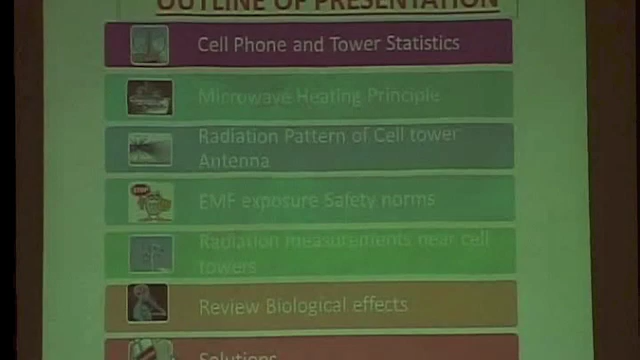 OUTLINE OF PRESENTATION
Cell Phone and Tower Statistics
Microwave Heating Principle
Radiation Pattern of Cell tower
Antenna
STOP
EMF exposure Safety norms
Radiation measurements near cell
towers
Review Biological effects
Solutions